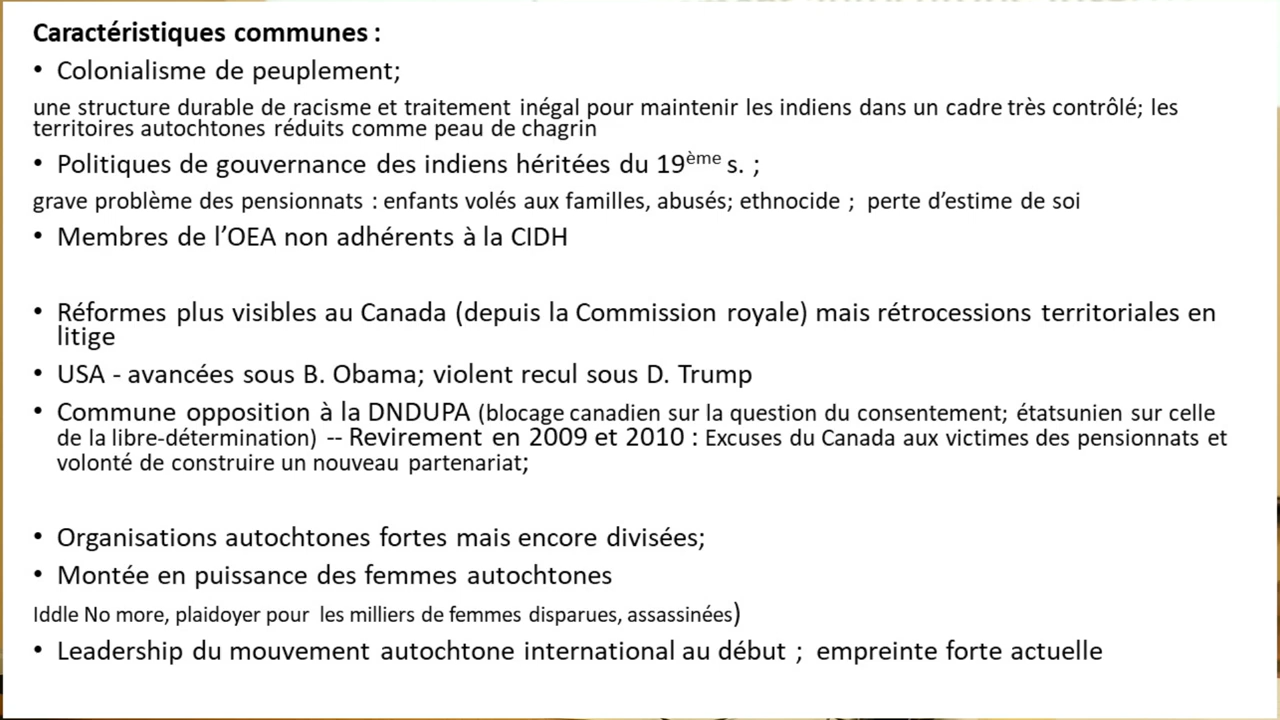 Caractéristiques communes :
• Colonialisme de peuplement;
une structure durable de racisme et traitement inégal pour maintenir les indiens dans un cadre très contrôlé; les
territoires autochtones réduits comme peau de chagrin
• Politiques de gouvernance des indiens héritées du 19ème s. ;
grave problème des pensionnats : enfants volés aux familles, abusés; ethnocide ; perte d’estime de soi
• Membres de l’OEA non adhérents à la CIDH
• Réformes plus visibles au Canada (depuis la Commission royale) mais rétrocessions territoriales en
litige
• USA - avancées sous B. Obama; violent recul sous D. Trump
• Commune opposition à la DNDUPA (blocage canadien sur la question du consentement; étatsunien sur celle
de la libre-détermination) -- Revirement en 2009 et 2010 : Excuses du Canada aux victimes des pensionnats et
volonté de construire un nouveau partenariat;
• Organisations autochtones fortes mais encore divisées;
• Montée en puissance des femmes autochtones
Iddle No more, plaidoyer pour les milliers de femmes disparues, assassinées)
• Leadership du mouvement autochtone international au début ; empreinte forte actuelle